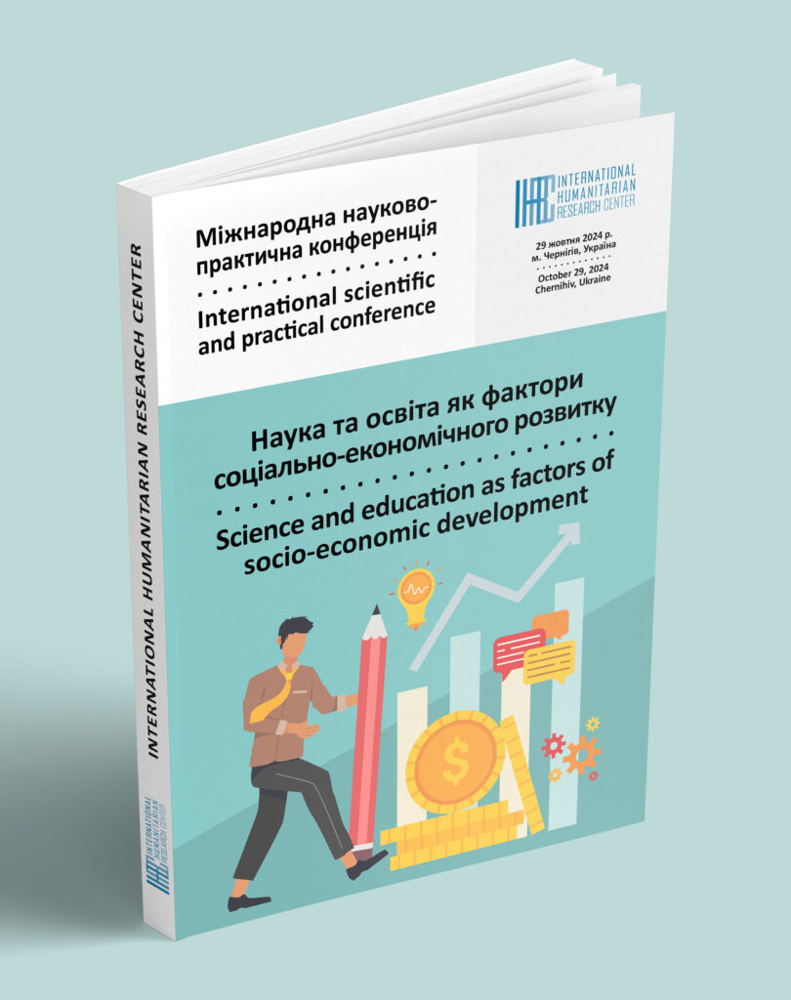 Міжнародна науково-
практична конференція
International scientific
and practical conference
INTERNATIONAL
HUMANITARIAN
RESEARCH CENTER
29 жовтня 2024 р.
м. Чернігів, Україна
October 29, 2024
Chernihiv, Ukraine
Наука та освіта як фактори
соціально-економічного розвитку
Science and education as factors of
socio-economic development
$
INTERNATIONAL HUMANITARIAN RESEARCH CENTER
INTERNATIONAL
HUMANITARIAN
RESEARCH CENTER